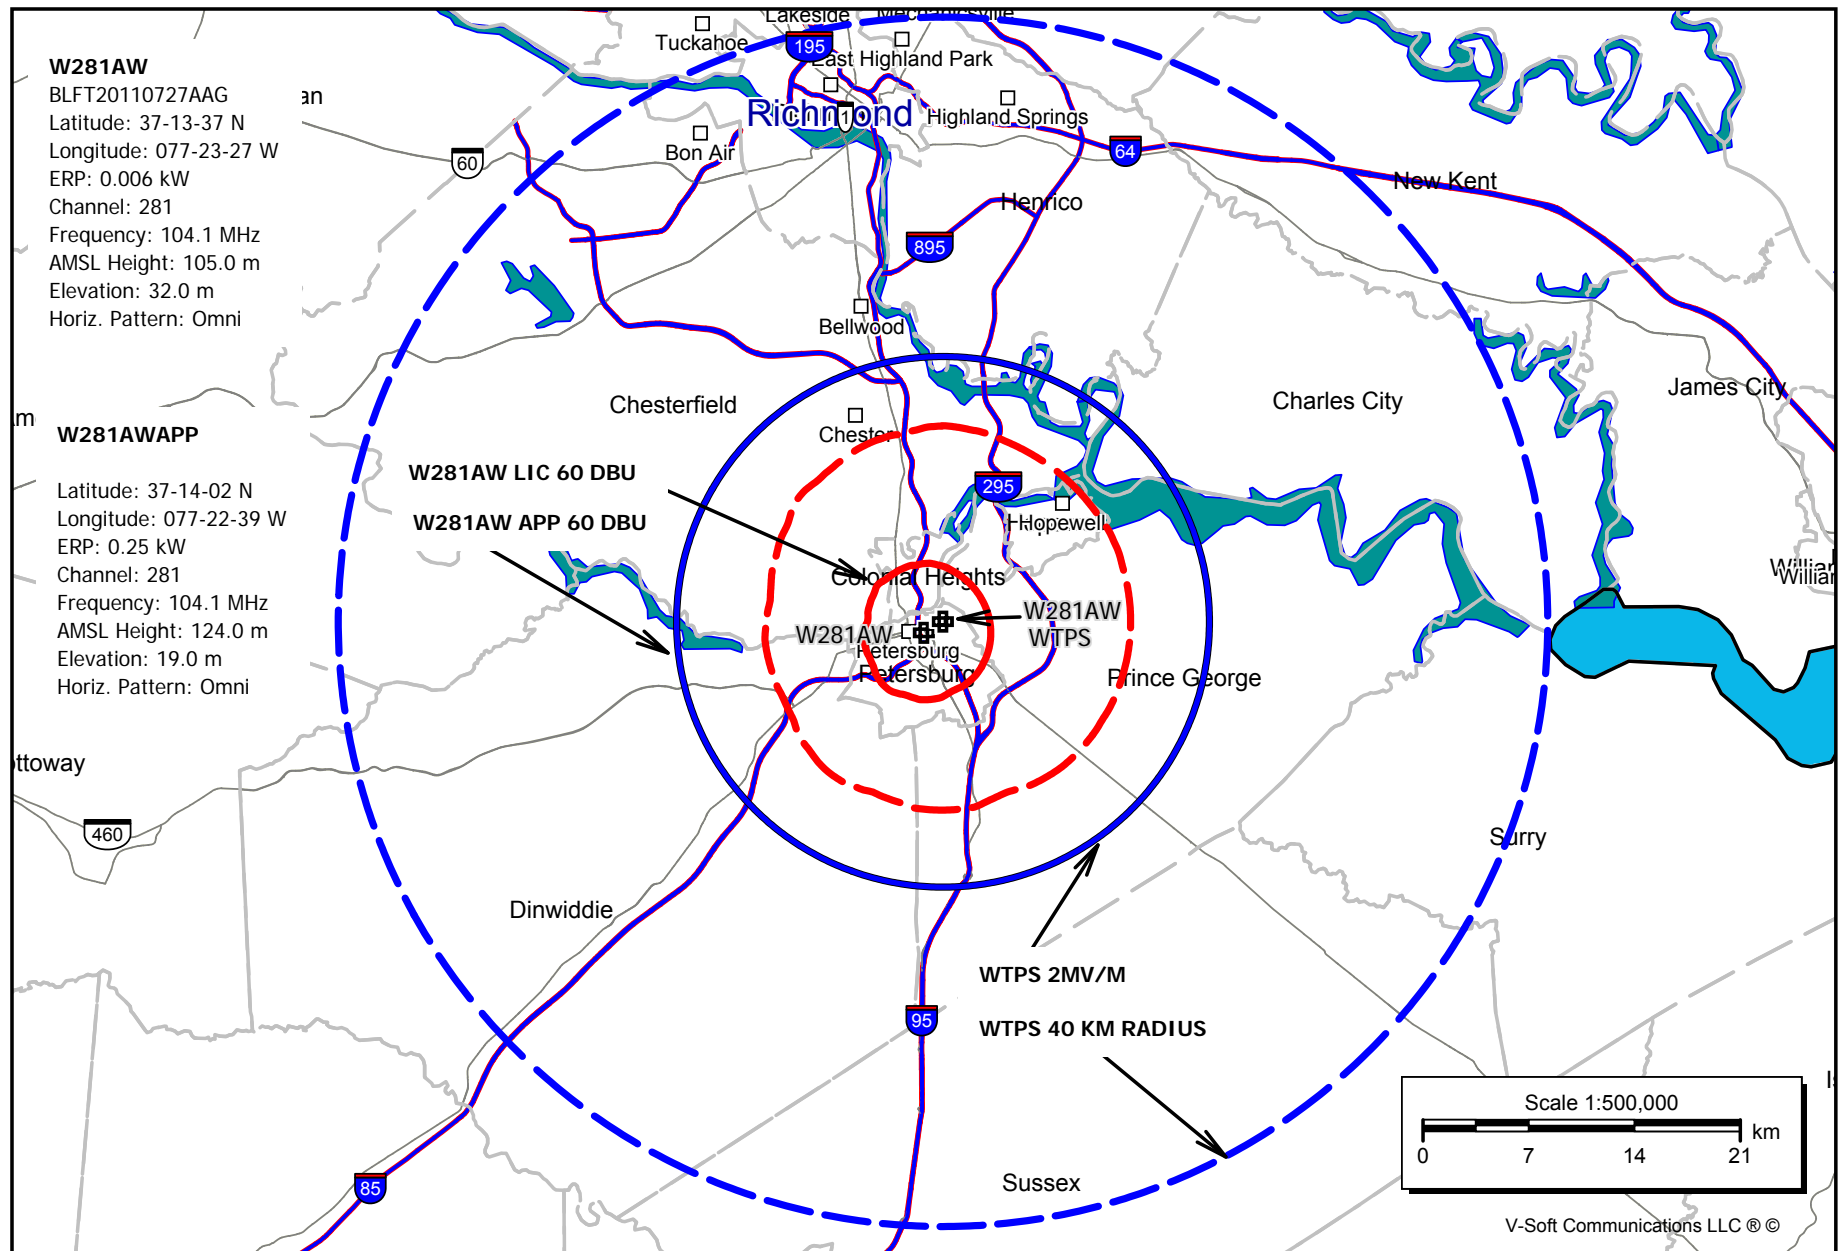 W281AW
BLFT20110727AAG
Latitude: 37-13-37 N
Longitude: 077-23-27 W
ERP: 0.006 kW
Channel: 281
Frequency: 104.1 MHz
AMSL Height: 105.0 m
Elevation: 32.0 m
Horiz. Pattern: Omni
W281AWAPP
Latitude: 37-14-02 N
Longitude: 077-22-39 W
ERP: 0.25 kW
Channel: 281
Frequency: 104.1 MHz
AMSL Height: 124.0 m
Elevation: 19.0 m
Horiz. Pattern: Omni
Lakeside
Mechanicsville
Tuckahoe
195
East Highland Park
an
Richmond
1
Highland Springs
Bon Air
60
64
New Kent
Henrico
895
Bellwood
Chesterfield
Charles City
James City
Chester
W281AW LIC 60 DBU
295
W281AW APP 60 DBU
Hopewell
Colonial Heights
W281AW
WTPS
W281AW
Petersburg
Petersburg
Prince George
ttoway
460
Surry
Dinwiddie
WTPS 2MV/M
95
WTPS 40 KM RADIUS
85
Sussex
Scale 1:500,000
km
0 7 14 21
V-Soft Communications LLC ® ©